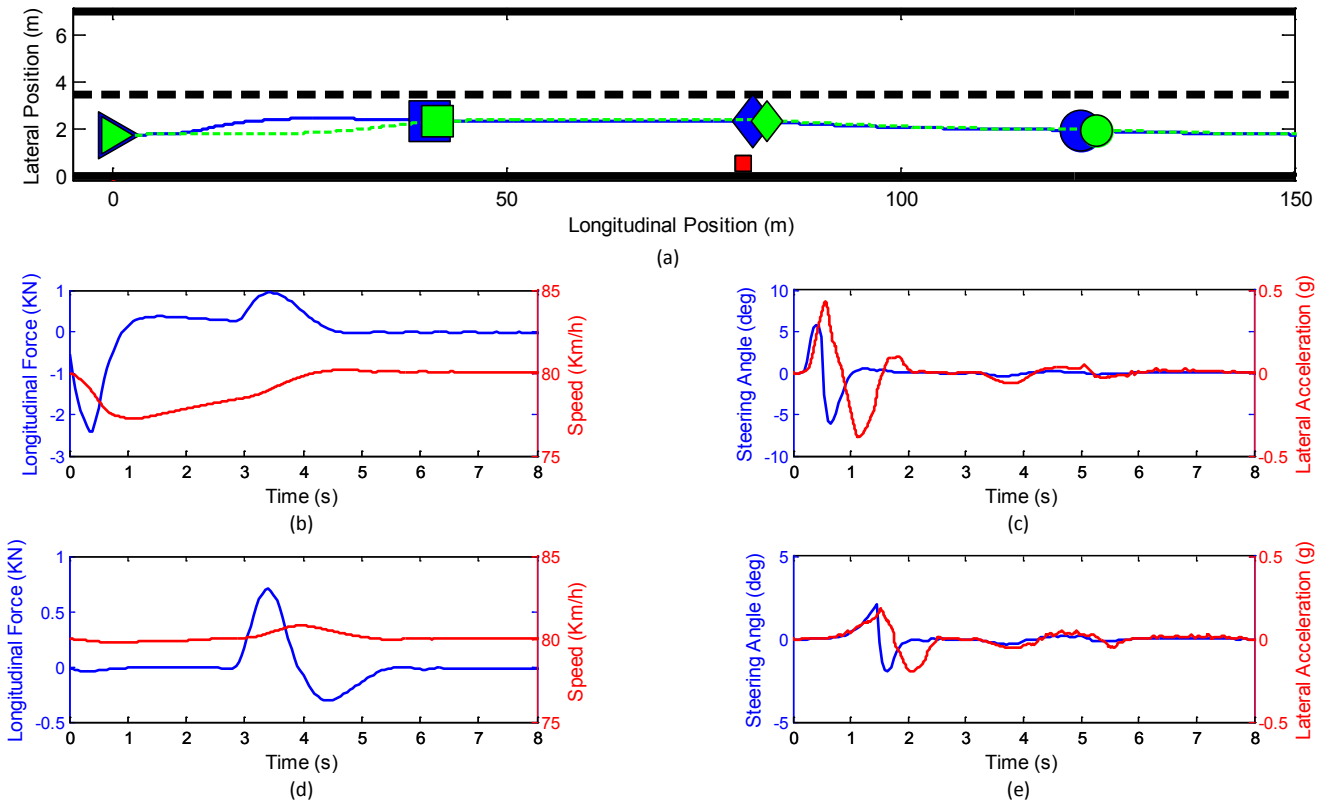 6
4
2
0
Lateral Position (m)
0
50
100
150
Longitudinal Position (m)
(a)
1
0
-1
-2
-3
Longitudinal Force (KN)
85
80
75
Speed (Km/h)
0 1 2 3 4 5 6 7 8
Time (s)
(b)
10
5
0
-5
-10
Steering Angle (deg)
0.5
0
-0.5
Lateral Acceleration (g)
0 1 2 3 4 5 6 7 8
Time (s)
(c)
1
0.5
0
-0.5
Longitudinal Force (KN)
85
80
75
Speed (Km/h)
0 1 2 3 4 5 6 7 8
Time (s)
(d)
5
0
-5
Steering Angle (deg)
0.5
0
-0.5
Lateral Acceleration (g)
0 1 2 3 4 5 6 7 8
Time (s)
(e)